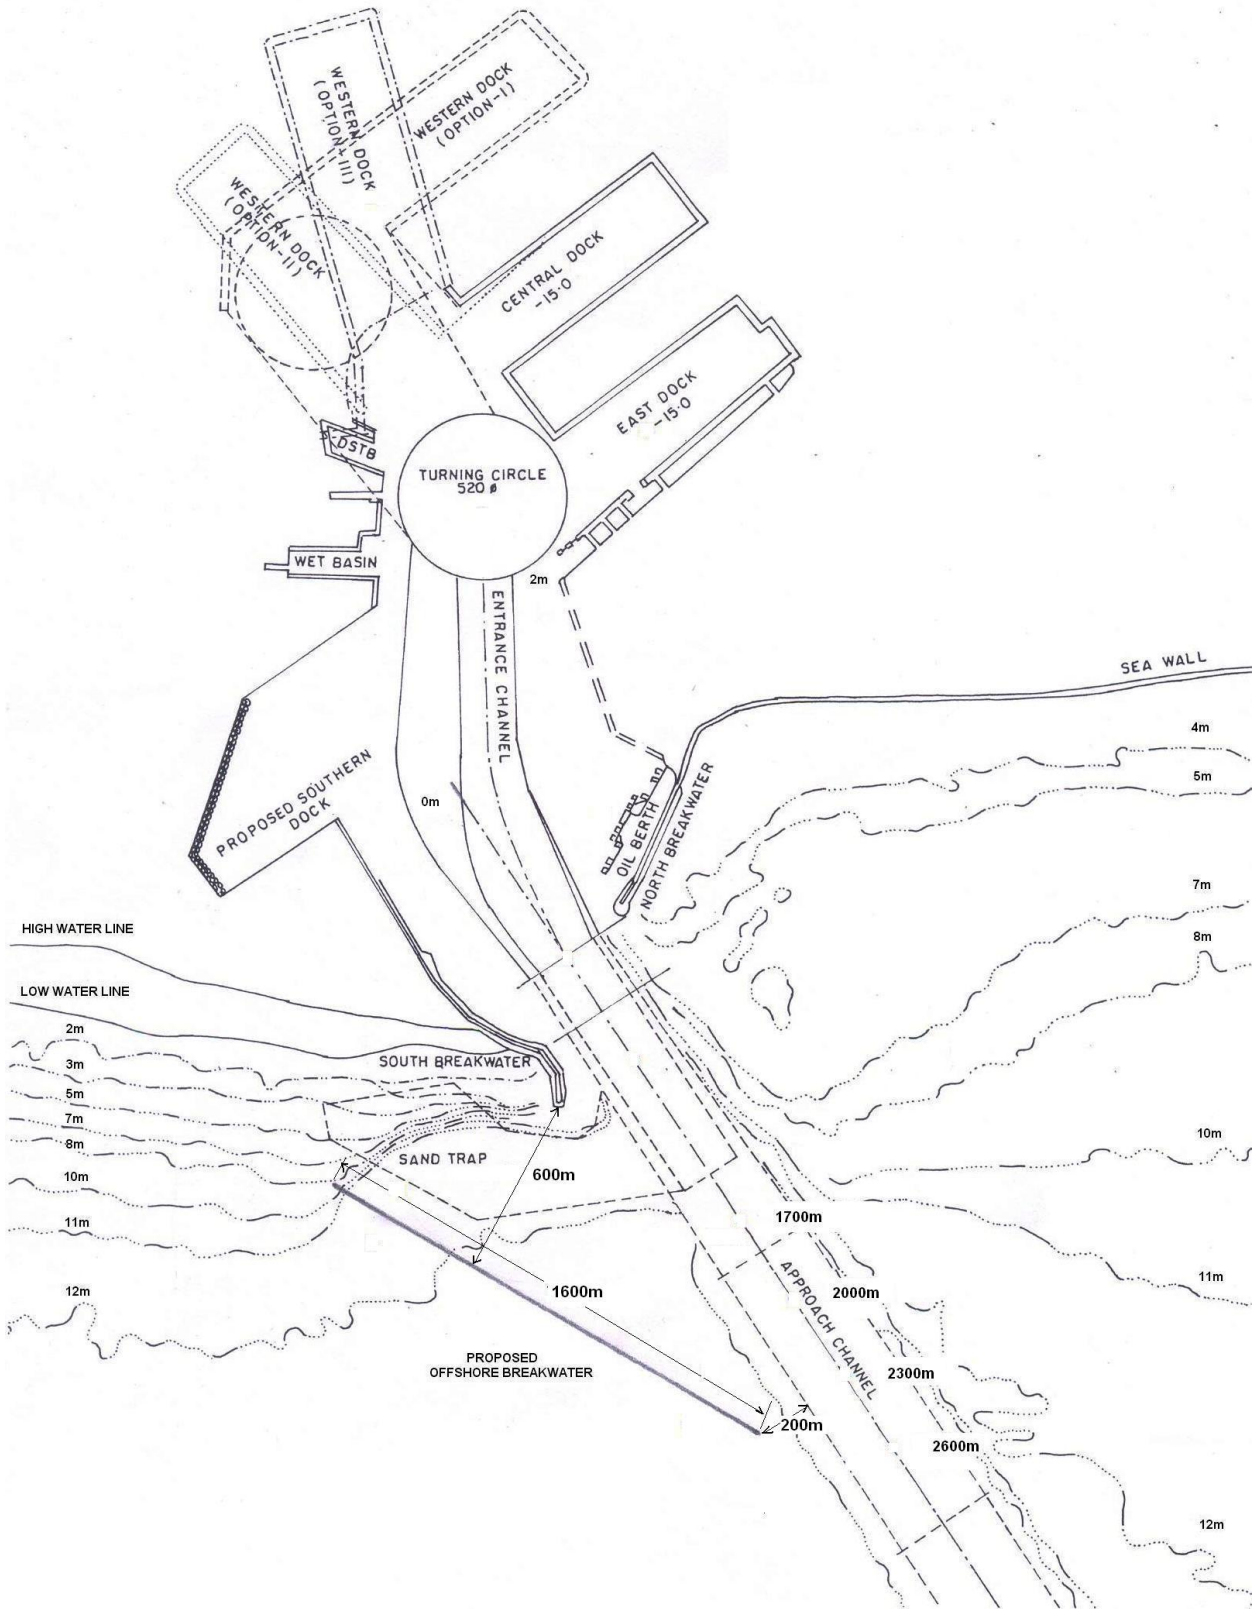 WESTERN DOCK
(OPTION-III)
WESTERN DOCK
(OPTION-I)
WESTERN DOCK
(OPTION-II)
CENTRAL DOCK
-15·0
EAST DOCK
-15·0
DSTB
TURNING CIRCLE
520 ø
WET BASIN
2m
ENTRANCE CHANNEL
SEA WALL
4m
5m
PROPOSED SOUTHERN
DOCK
0m
OIL BERTH
NORTH BREAKWATER
7m
HIGH WATER LINE
8m
LOW WATER LINE
2m
3m
SOUTH BREAKWATER
5m
7m
8m
10m
SAND TRAP
10m
600m
1700m
11m
APPROACH CHANNEL
11m
12m
1600m
2000m
PROPOSED
OFFSHORE BREAKWATER
2300m
200m
2600m
12m